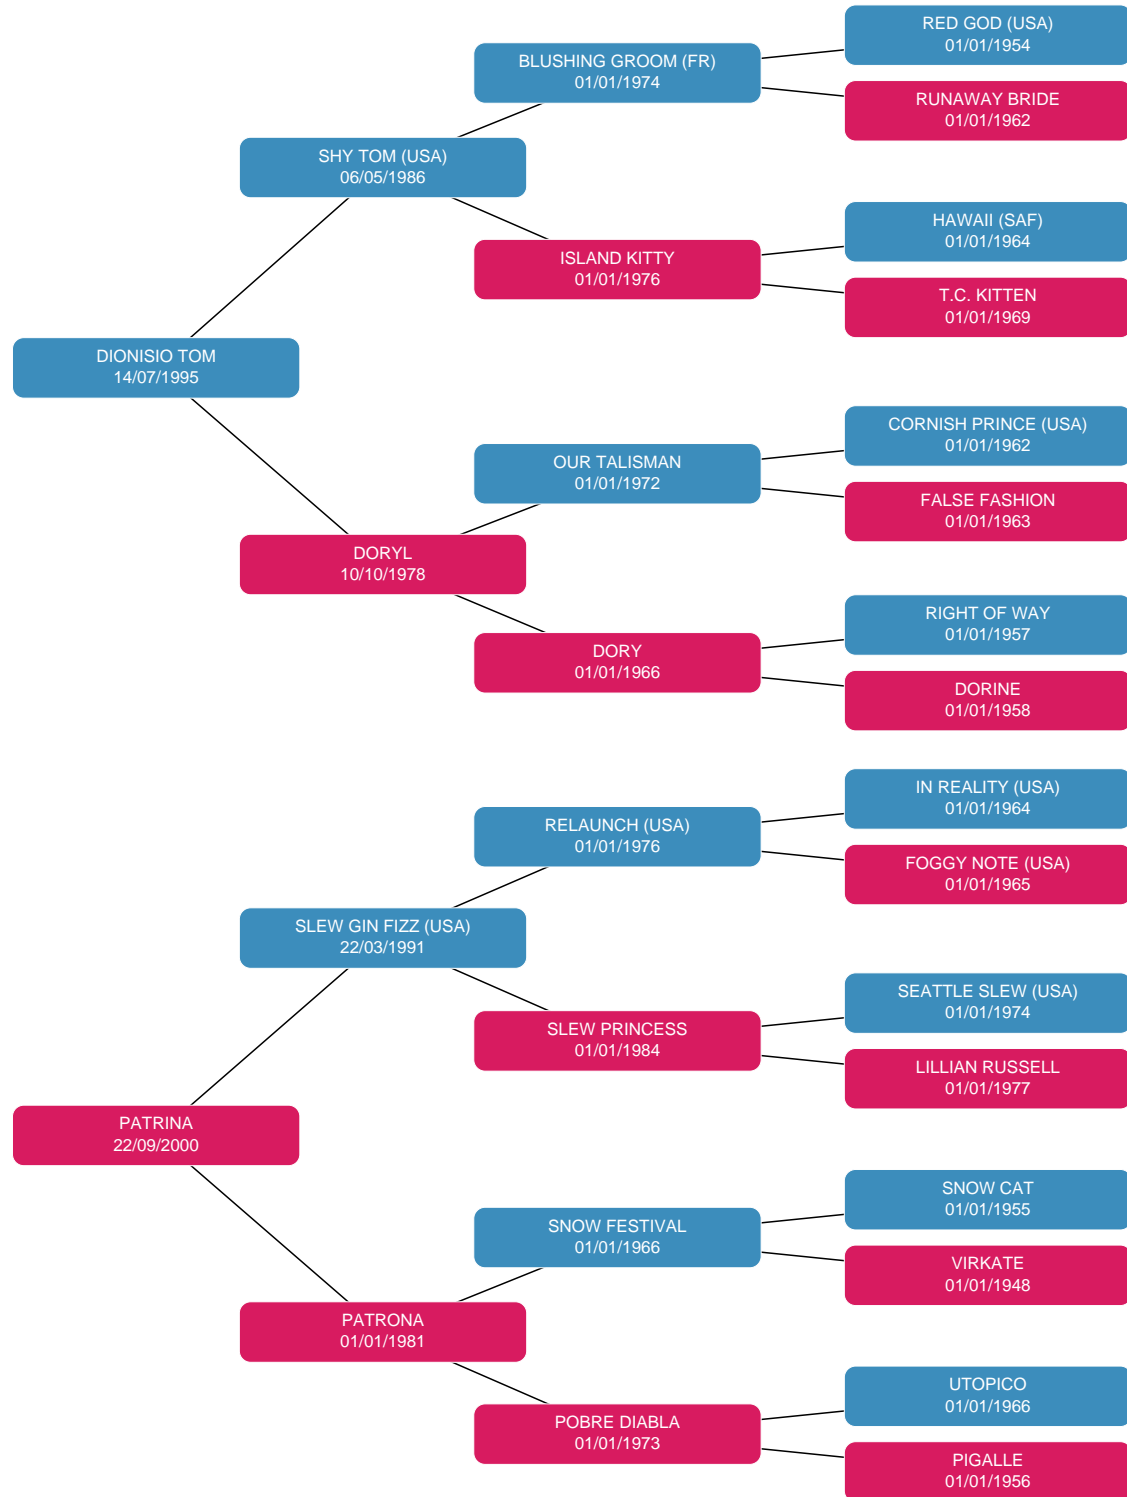 RED GOD (USA)
01/01/1954
BLUSHING GROOM (FR)
01/01/1974
RUNAWAY BRIDE
01/01/1962
SHY TOM (USA)
06/05/1986
HAWAII (SAF)
01/01/1964
ISLAND KITTY
01/01/1976
T.C. KITTEN
01/01/1969
DIONISIO TOM
14/07/1995
CORNISH PRINCE (USA)
01/01/1962
OUR TALISMAN
01/01/1972
FALSE FASHION
01/01/1963
DORYL
10/10/1978
RIGHT OF WAY
01/01/1957
DORY
01/01/1966
DORINE
01/01/1958
IN REALITY (USA)
01/01/1964
RELAUNCH (USA)
01/01/1976
FOGGY NOTE (USA)
01/01/1965
SLEW GIN FIZZ (USA)
22/03/1991
SEATTLE SLEW (USA)
01/01/1974
SLEW PRINCESS
01/01/1984
LILLIAN RUSSELL
01/01/1977
PATRINA
22/09/2000
SNOW CAT
01/01/1955
SNOW FESTIVAL
01/01/1966
VIRKATE
01/01/1948
PATRONA
01/01/1981
UTOPICO
01/01/1966
POBRE DIABLA
01/01/1973
PIGALLE
01/01/1956